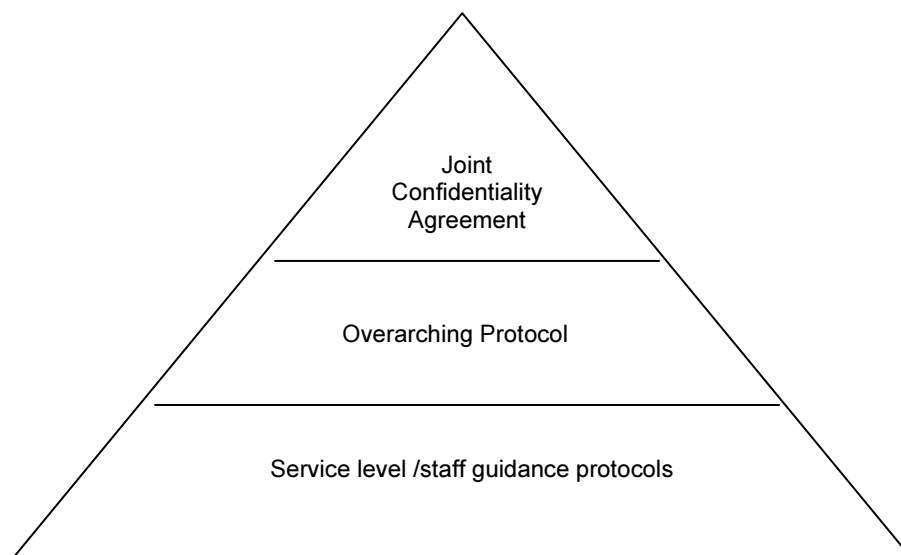 Joint
Confidentiality
Agreement
Overarching Protocol
Service level /staff guidance protocols